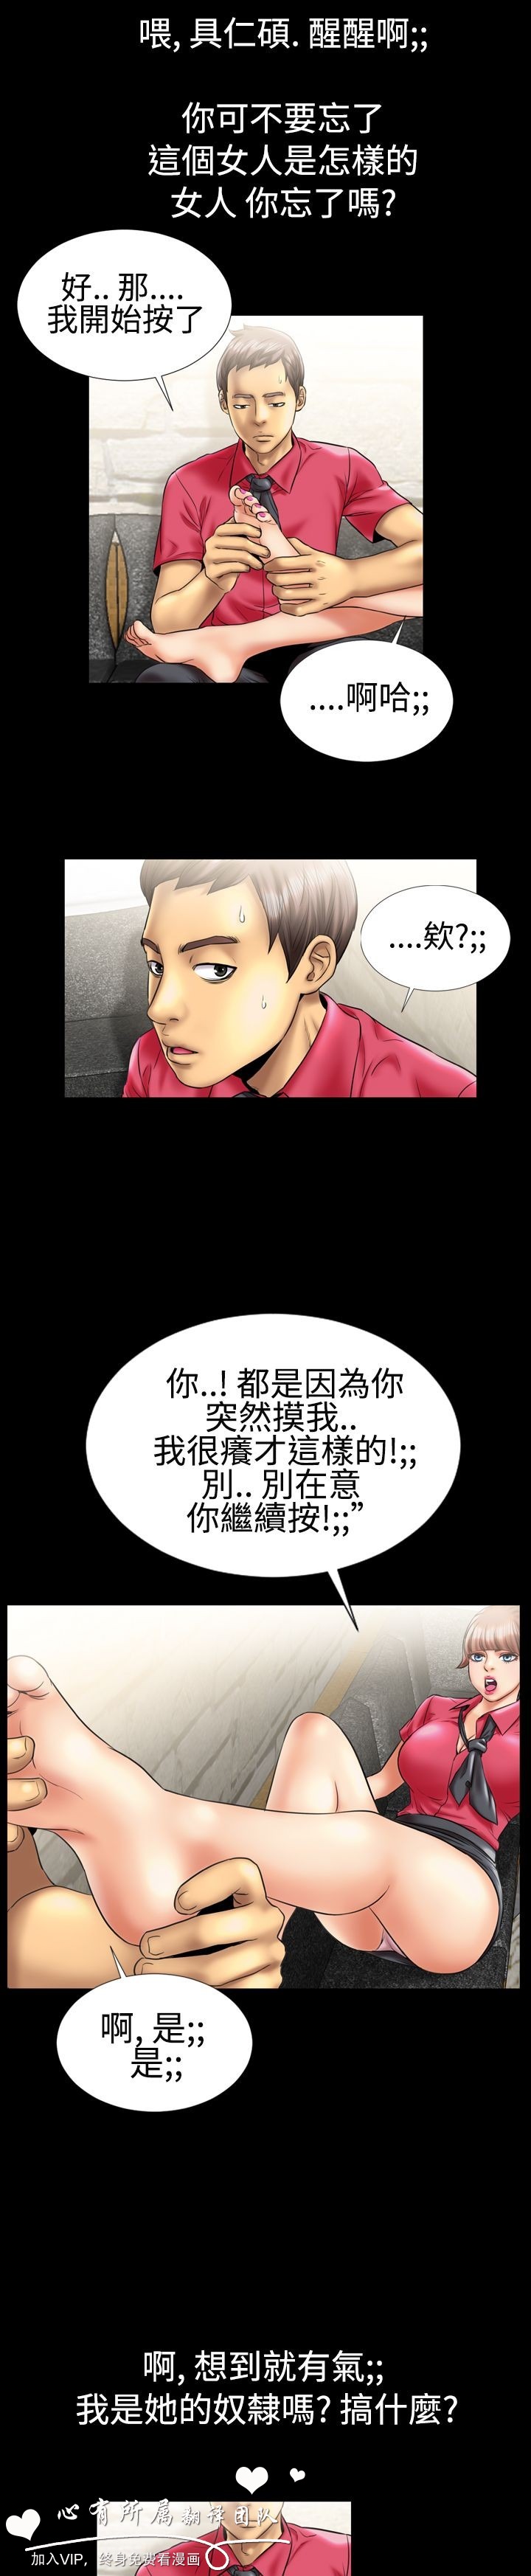 喂, 具仁碩. 醒醒啊;;
你可不要忘了
這個女人是怎樣的
女人 你忘了嗎?
好.. 那....
我開始按了
....啊哈;;
....欸?;;
你..! 都是因為你
突然摸我..
我很癢才這樣的!;;
別.. 別在意
你繼續按!;;”
啊, 是;;
是;;
啊, 想到就有氣;;
我是她的奴隸嗎? 搞什麼?
心有所属翻译团队
加入VIP，终身免费看漫画